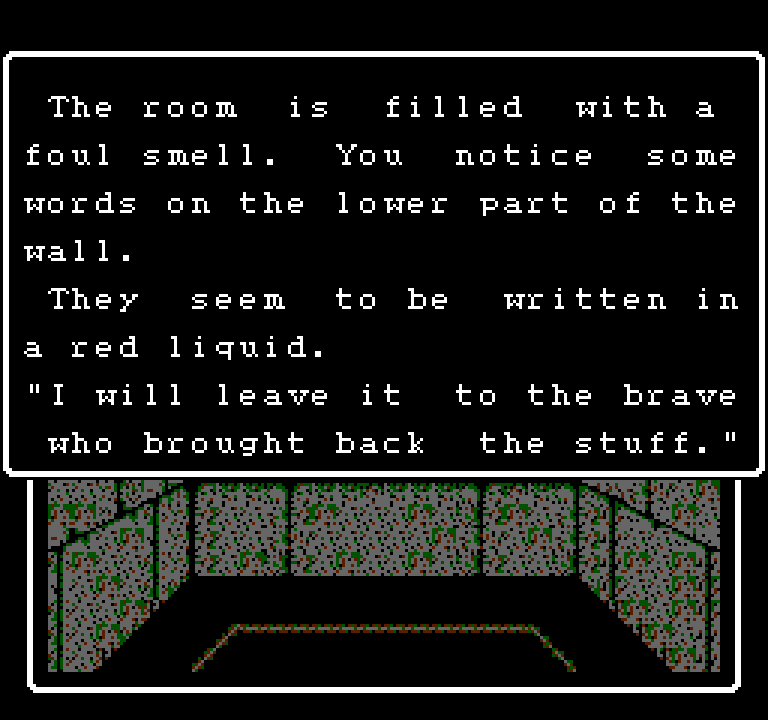 The room is filled with a
foul smell. You notice some
words on the lower part of the
wall.
They seem to be written in
a red liquid.
"I will leave it to the brave
who brought back the stuff."